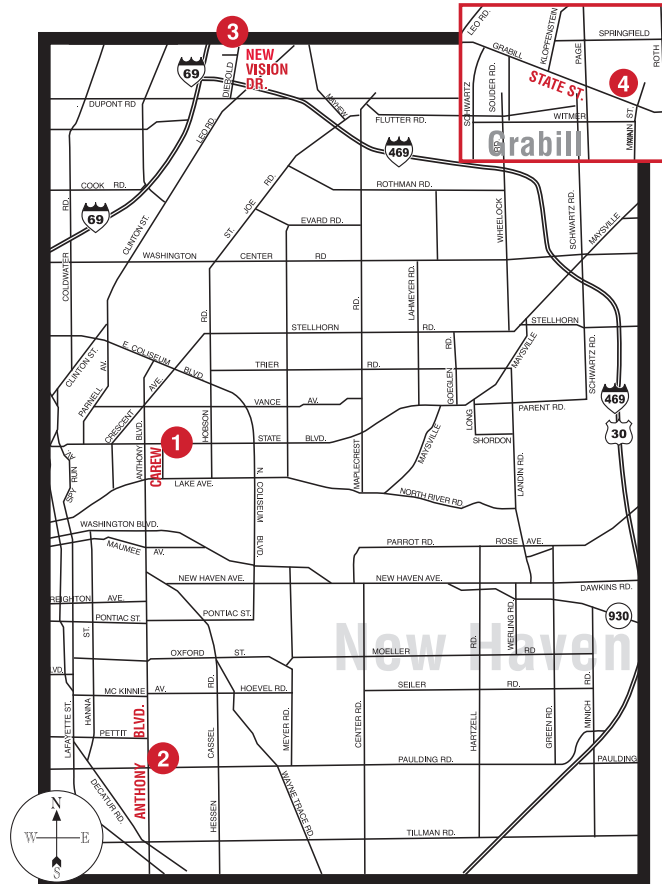 3
NEW
VISION
DR.
69
DIEBOLD
DUPONT RD.
LEO RD.
MAYHEW
FLUTTER RD.
469
LEO RD.
GRABILL
KLOPFENSTEIN
SPRINGFIELD
PAGE
ROTH
STATE ST.
4
SCHWARTZ
SOUDER RD.
WITMER
MAIN ST.
Grabill
RD.
COOK RD.
69
RD.
CLINTON ST.
ST. JOE RD.
ROTHMAN RD.
EVARD RD.
WHEELOCK
SCHWARTZ RD.
MAYSVILLE
WASHINGTON CENTER RD
COLDWATER
LAHMEYER RD.
RD.
RD.
STELLHORN RD.
STELLHORN
E. COLISEUM BLVD
CLINTON ST.
AV.
PARNELL
AVE.
CRESCENT
TRIER RD.
RD.
GOEGLEN
MAYSVILLE
SCHWARTZ RD.
469
30
VANCE AV.
PARENT RD.
LONG
SHORDON
HOBSON
ANTHONY BLVD.
1
CAREW
STATE BLVD.
MAPLECREST
MAYSVILLE
LANDIN RD.
AV.
SPY RUN
LAKE AVE.
N. COLISEUM BLVD.
NORTH RIVER RD
WASHINGTON BLVD.
MAUMEE AV.
PARROT RD.
ROSE AVE.
NEW HAVEN AVE.
NEW HAVEN AVE.
DAWKINS RD.
REIGHTON AVE.
PONTIAC ST.
PONTIAC ST.
930
ST.
WERLING RD.
New Haven
OXFORD ST.
MOELLER RD
RD.
LVD.
MC KINNIE AV.
RD.
HOEVEL RD.
SEILER RD.
RD.
LAFAYETTE ST.
HANNA
PETTIT
ANTHONY BLVD.
2
CASSEL
MEYER RD.
CENTER RD.
HARTZELL
GREEN RD.
MINICH
PAULDING RD.
PAULDING
DECATUR RD.
HESSEN
WAYNE TRACE RD.
TILLMAN RD.
N
W
E
S